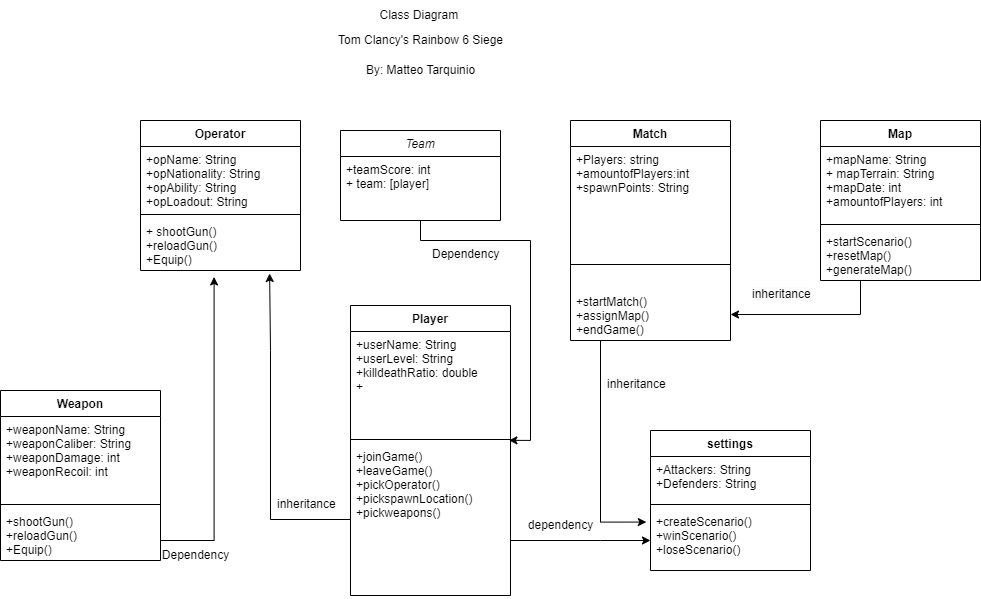 Class Diagram
Tom Clancy's Rainbow 6 Siege
By: Matteo Tarquinio
Operator
+opName: String
+opNationality: String
+opAbility: String
+opLoadout: String
+ shootGun()
+reloadGun()
+Equip()
Team
+teamScore: int
+ team: [player]
Dependency
Match
+Players: string
+amountofPlayers:int
+spawnPoints: String
+startMatch()
+assignMap()
+endGame()
Map
+mapName: String
+ mapTerrain: String
+mapDate: int
+amountofPlayers: int
+startScenario()
+resetMap()
+generateMap()
inheritance
inheritance
Player
+userName: String
+userLevel: String
+killdeathRatio: double
+
+joinGame()
+leaveGame()
+pickOperator()
+pickspawnLocation()
+pickweapons()
inheritance
Weapon
+weaponName: String
+weaponCaliber: String
+weaponDamage: int
+weaponRecoil: int
+shootGun()
+reloadGun()
+Equip()
Dependency
dependency
settings
+Attackers: String
+Defenders: String
+createScenario()
+winScenario()
+loseScenario()